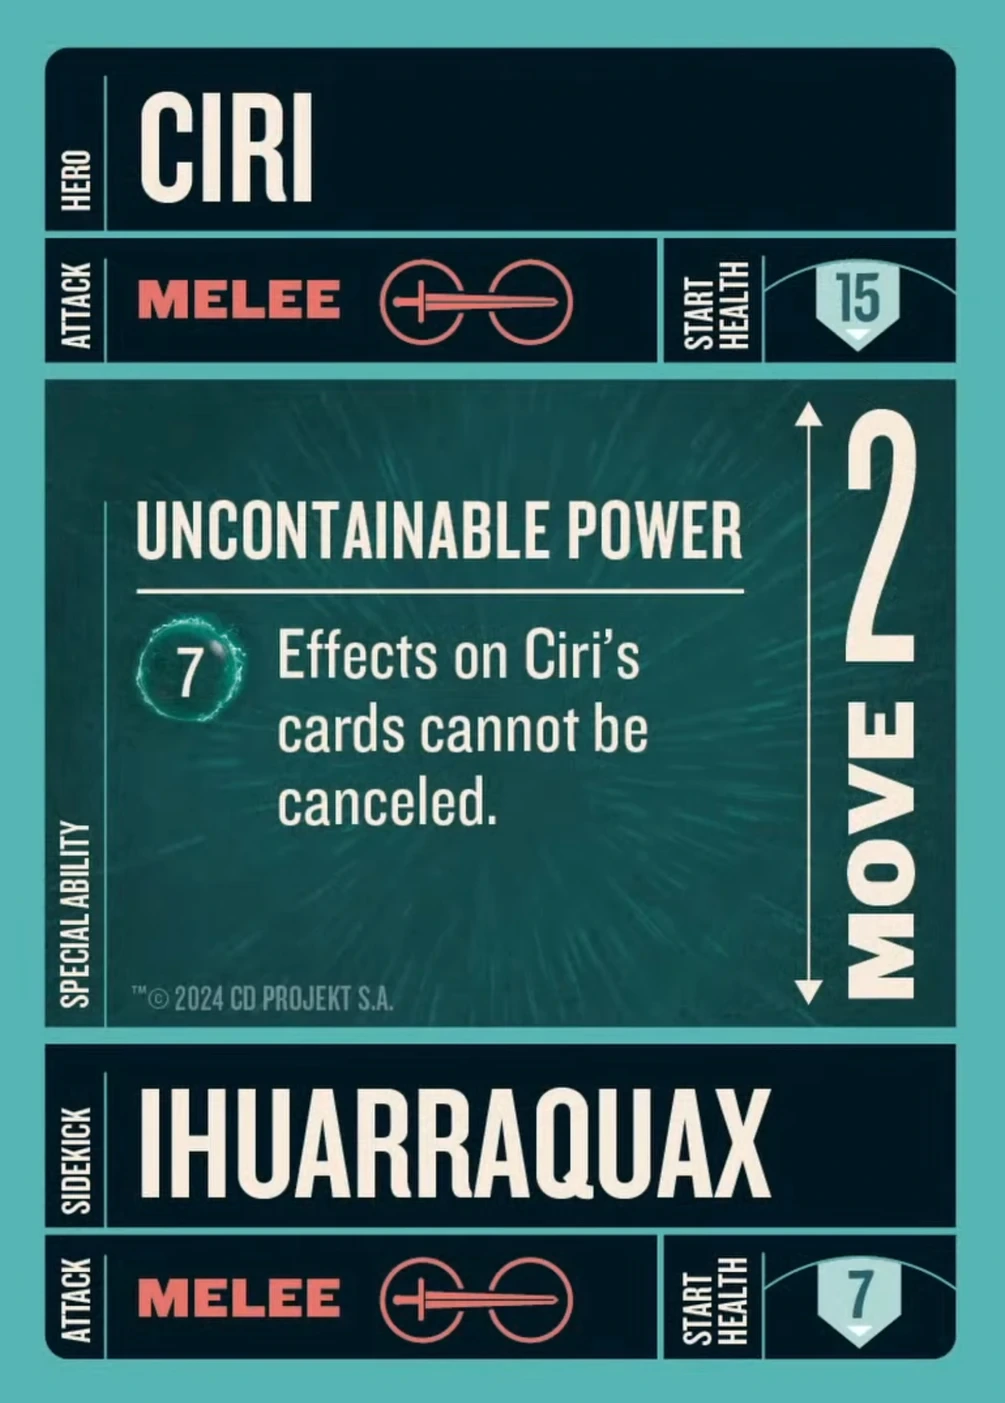 HERO
CIRI
ATTACK
MELEE
START
HEALTH
15
UNCONTAINABLE POWER
7
Effects on Ciri's
cards cannot be
canceled.
SPECIAL ABILITY
™© 2024 CD PROJEKT S.A.
MOVE 2
SIDEKICK
IHUARRAQUAX
ATTACK
MELEE
START
HEALTH
7